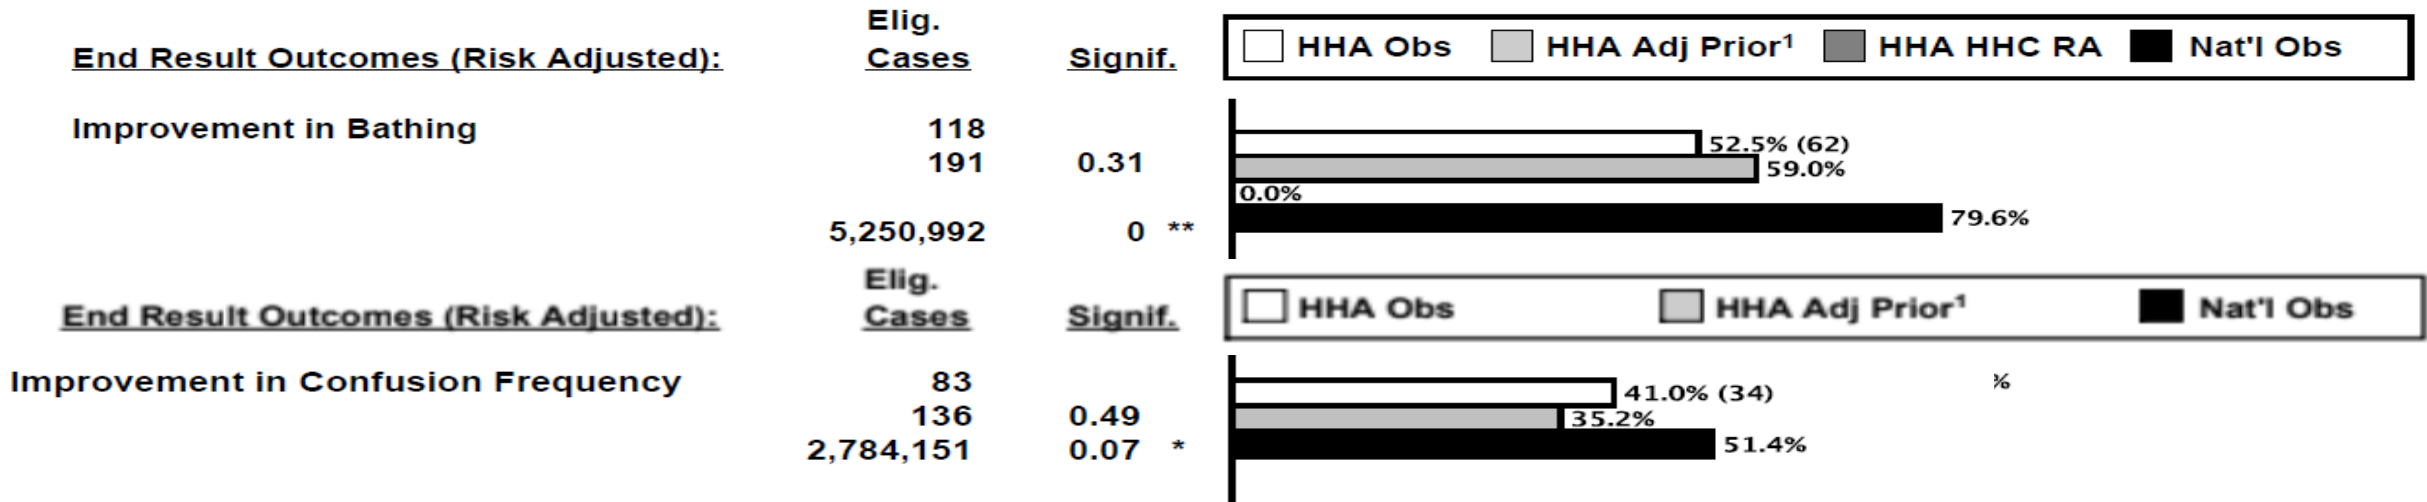 Elig.
End Result Outcomes (Risk Adjusted): Cases Signif. HHA Obs HHA Adj Prior¹ HHA HHC RA Nat'l Obs
Improvement in Bathing 118 52.5% (62)
191 0.31 59.0%
0.0%
5,250,992 0 ** 79.6%
Elig.
End Result Outcomes (Risk Adjusted): Cases Signif. HHA Obs HHA Adj Prior¹ Nat'l Obs
Improvement in Confusion Frequency 83 41.0% (34) %
136 0.49 35.2%
2,784,151 0.07 * 51.4%